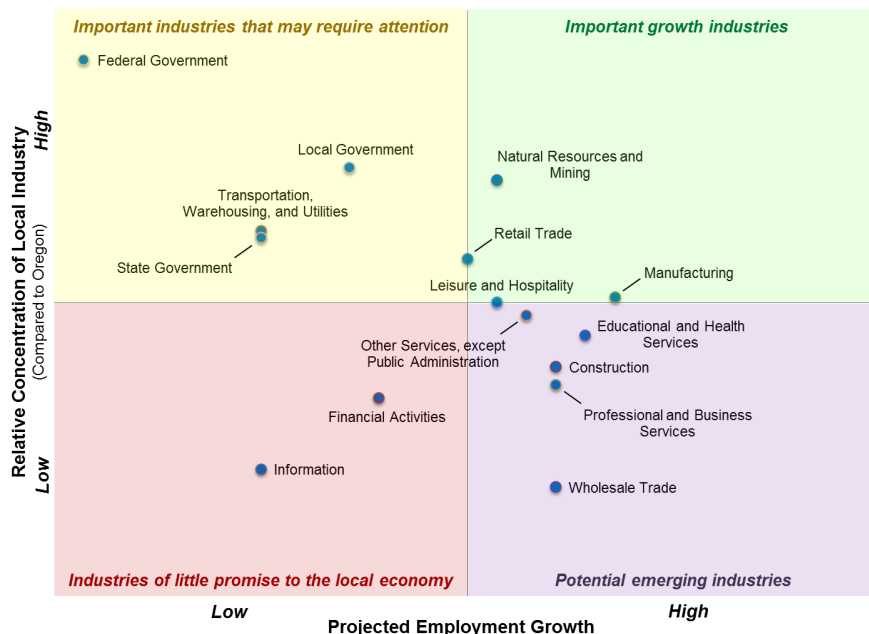 Important industries that may require attention
Important growth industries
Federal Government
Local Government
Natural Resources and
Mining
Transportation,
Warehousing, and Utilities
State Government
Retail Trade
Leisure and Hospitality
Manufacturing
Other Services, except
Public Administration
Educational and Health
Services
Construction
Financial Activities
Professional and Business
Services
Information
Wholesale Trade
Industries of little promise to the local economy
Potential emerging industries
Relative Concentration of Local Industry
(Compared to Oregon)
High
Low
Low
High
Projected Employment Growth